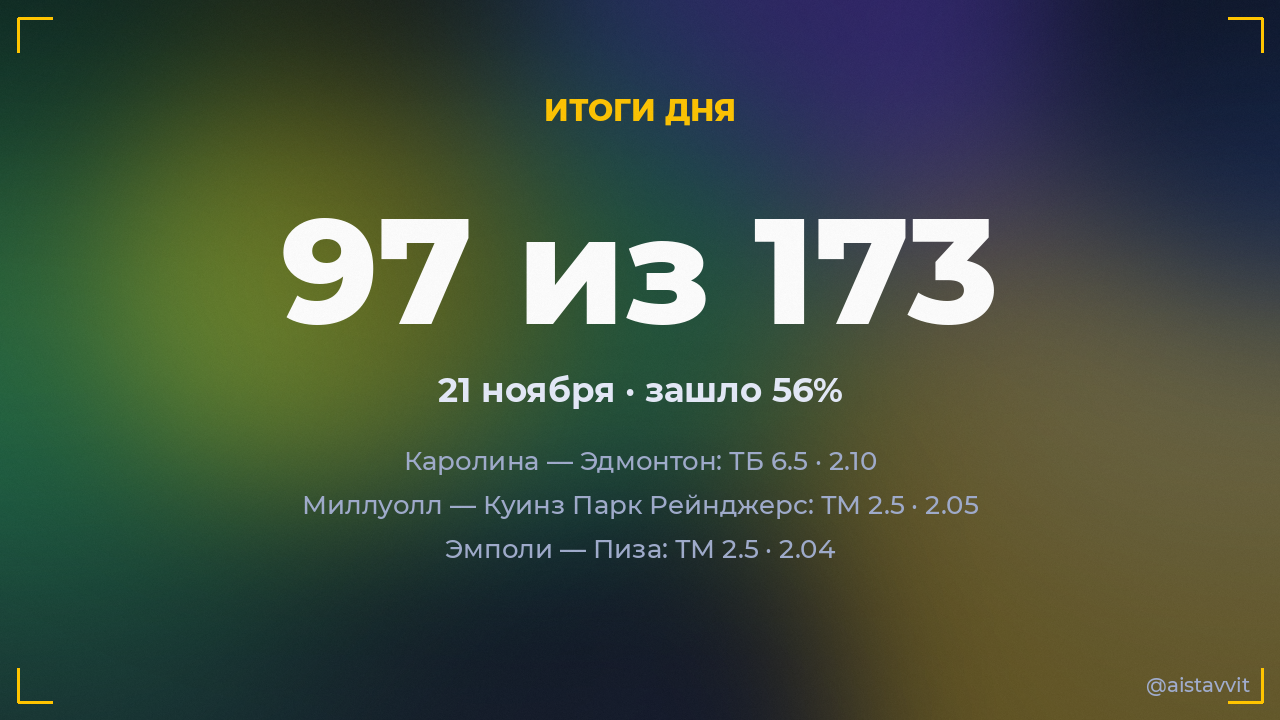 ИТОГИ ДНЯ
97 из 173
21 ноября · зашло 56%
Каролина — Эдмонтон: ТБ 6.5 · 2.10
Миллуолл — Куинз Парк Рейнджерс: ТМ 2.5 · 2.05
Эмполи — Пиза: ТМ 2.5 · 2.04
@aistavvit